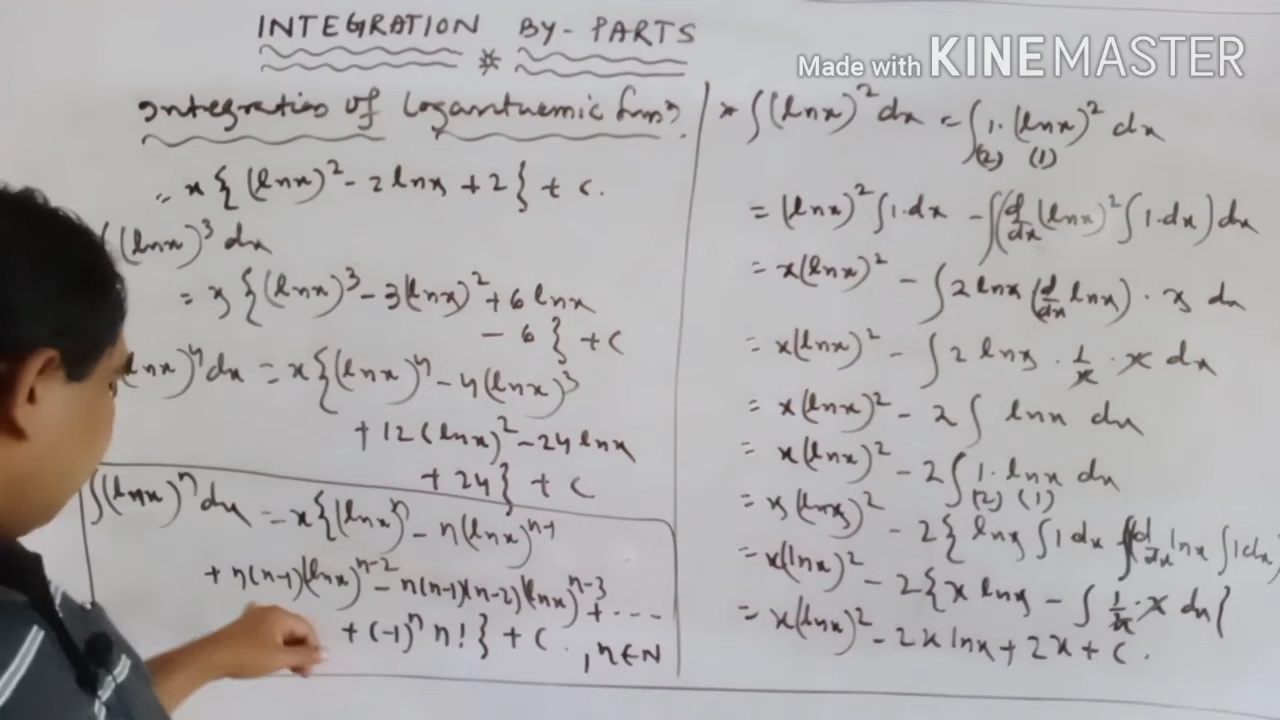 INTEGRATION BY-PARTS
*
Made with KINEMASTER
Integration of Logarithemic funs.
= x { (lnx)² - 2 lnx + 2 } + c.
∫ (lnx)³ dx
= x { (lnx)³ - 3(lnx)² + 6 lnx
- 6 } + c
(lnx)⁴ dx = x { (lnx)⁴ - 4 (lnx)³
+ 12 (lnx)² - 24 lnx
+ 24 } + c
∫ (lnx)ⁿ dx = x { (lnx)ⁿ - n (lnx)ⁿ⁻¹
+ n(n-1) (lnx)ⁿ⁻² - n(n-1)(n-2) (lnx)ⁿ⁻³ + ....
+ (-1)ⁿ n! } + c. , n∈N
* ∫ (lnx)² dx = ∫ 1. (lnx)² dx
(2) (1)
= (lnx)² ∫ 1.dx - ∫ (d/dx (lnx)² ∫ 1.dx) dx
= x(lnx)² - ∫ 2 lnx (d/dx lnx) . x dx
= x(lnx)² - ∫ 2 lnx . 1/x . x dx
= x(lnx)² - 2 ∫ lnx dx
= x(lnx)² - 2 ∫ 1. lnx dx
(2) (1)
= x(lnx)² - 2 { lnx ∫ 1 dx - ∫ (d/dx lnx ∫ 1dx)
= x(lnx)² - 2 { x lnx - ∫ 1/x . x dx }
= x(lnx)² - 2x lnx + 2x + c.